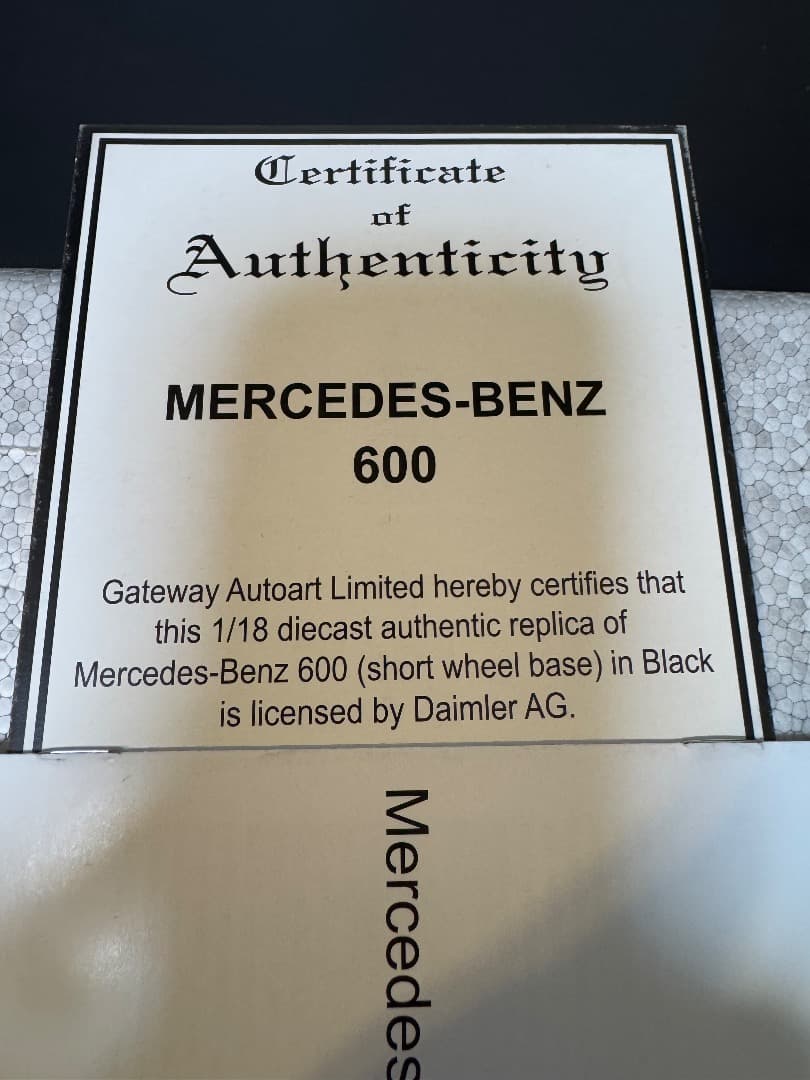 Certificate
of
Authenticity
MERCEDES-BENZ
600
Gateway Autoart Limited hereby certifies that
this 1/18 diecast authentic replica of
Mercedes-Benz 600 (short wheel base) in Black
is licensed by Daimler AG.
Mercedes